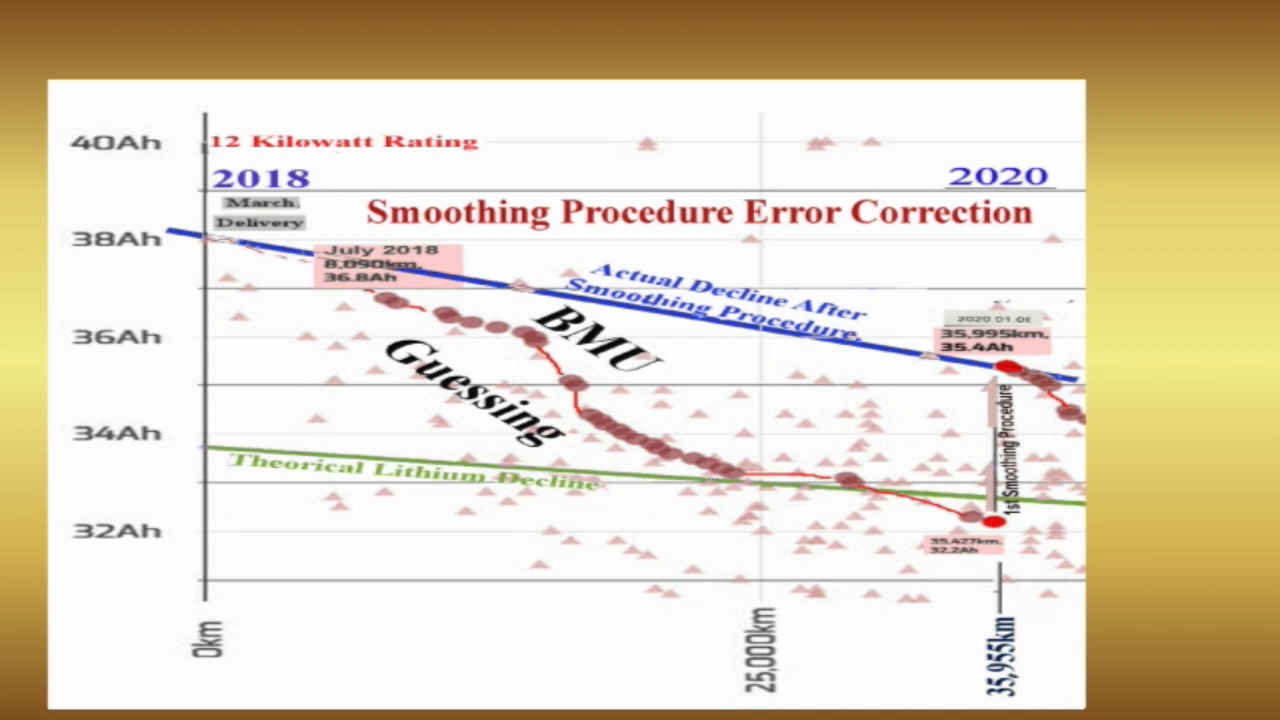 40Ah
12 Kilowatt Rating
2018
2020
March.
Delivery
Smoothing Procedure Error Correction
38Ah
July 2018
8,090km,
36.8Ah
Actual Decline After
Smoothing Procedure.
2020.01.0
35,995km,
35.4Ah
36Ah
BMU
Guessing
1st Smoothing Procedure
34Ah
Theorical Lithium Decline
32Ah
35,427km,
32.2Ah
0km
25,000km
35,955km